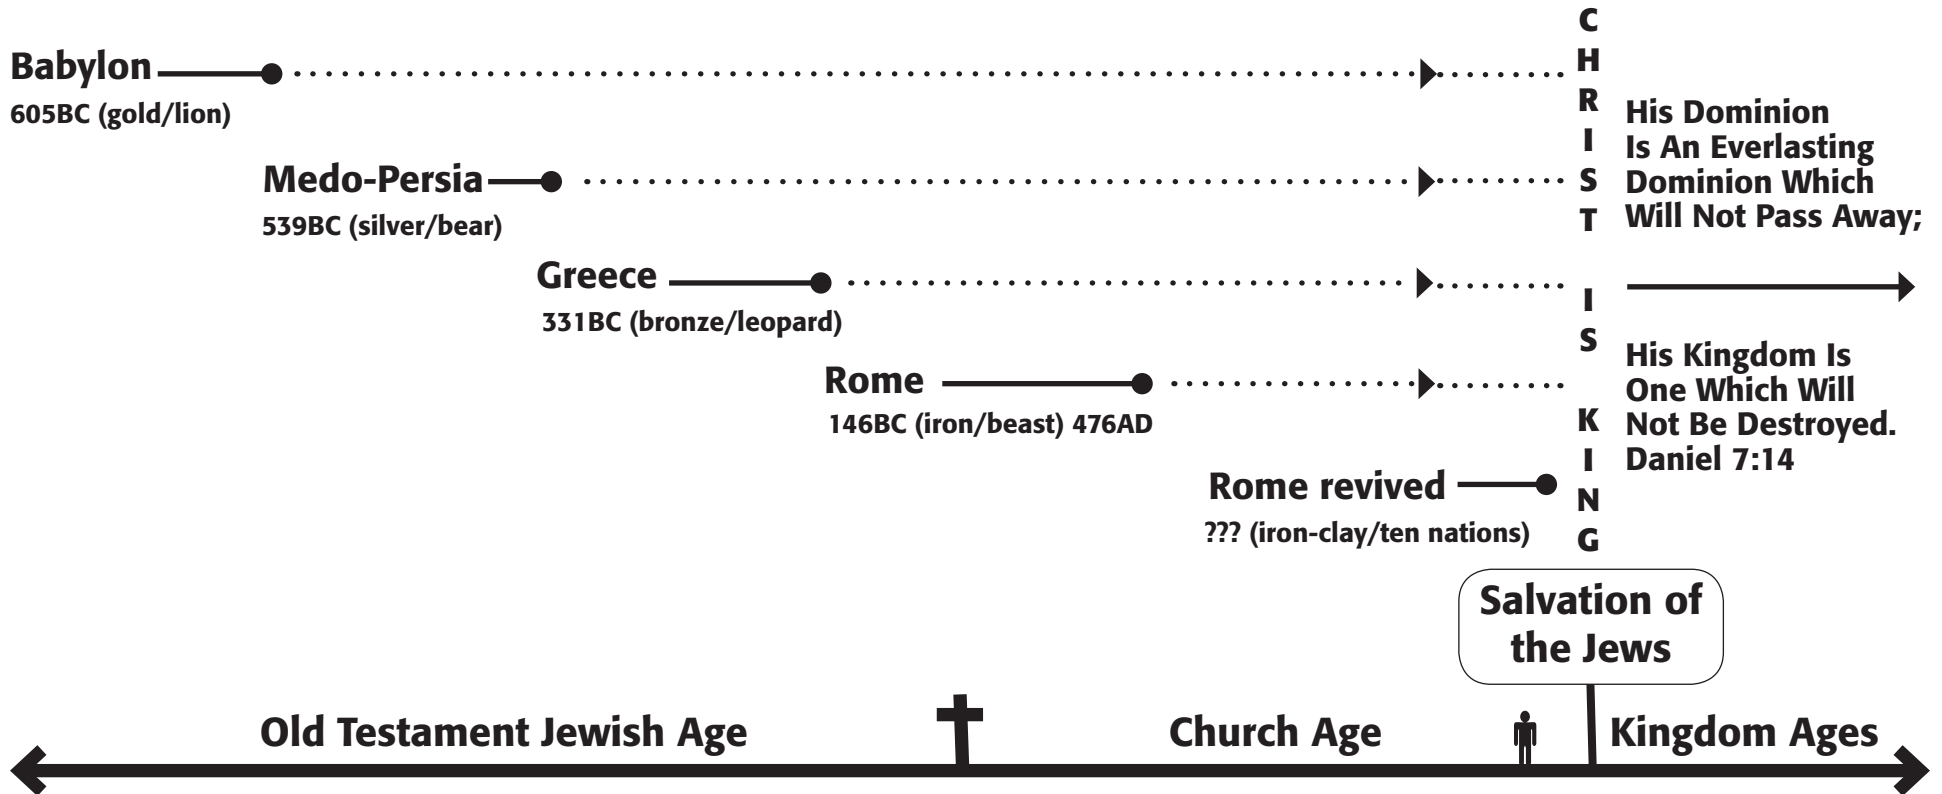 Babylon
605BC (gold/lion)
Medo-Persia
539BC (silver/bear)
Greece
331BC (bronze/leopard)
Rome
146BC (iron/beast) 476AD
Rome revived
??? (iron-clay/ten nations)
CHRIST IS KING
His Dominion
Is An Everlasting
Dominion Which
Will Not Pass Away;
His Kingdom Is
One Which Will
Not Be Destroyed.
Daniel 7:14
Salvation of
the Jews
Old Testament Jewish Age
Church Age
Kingdom Ages